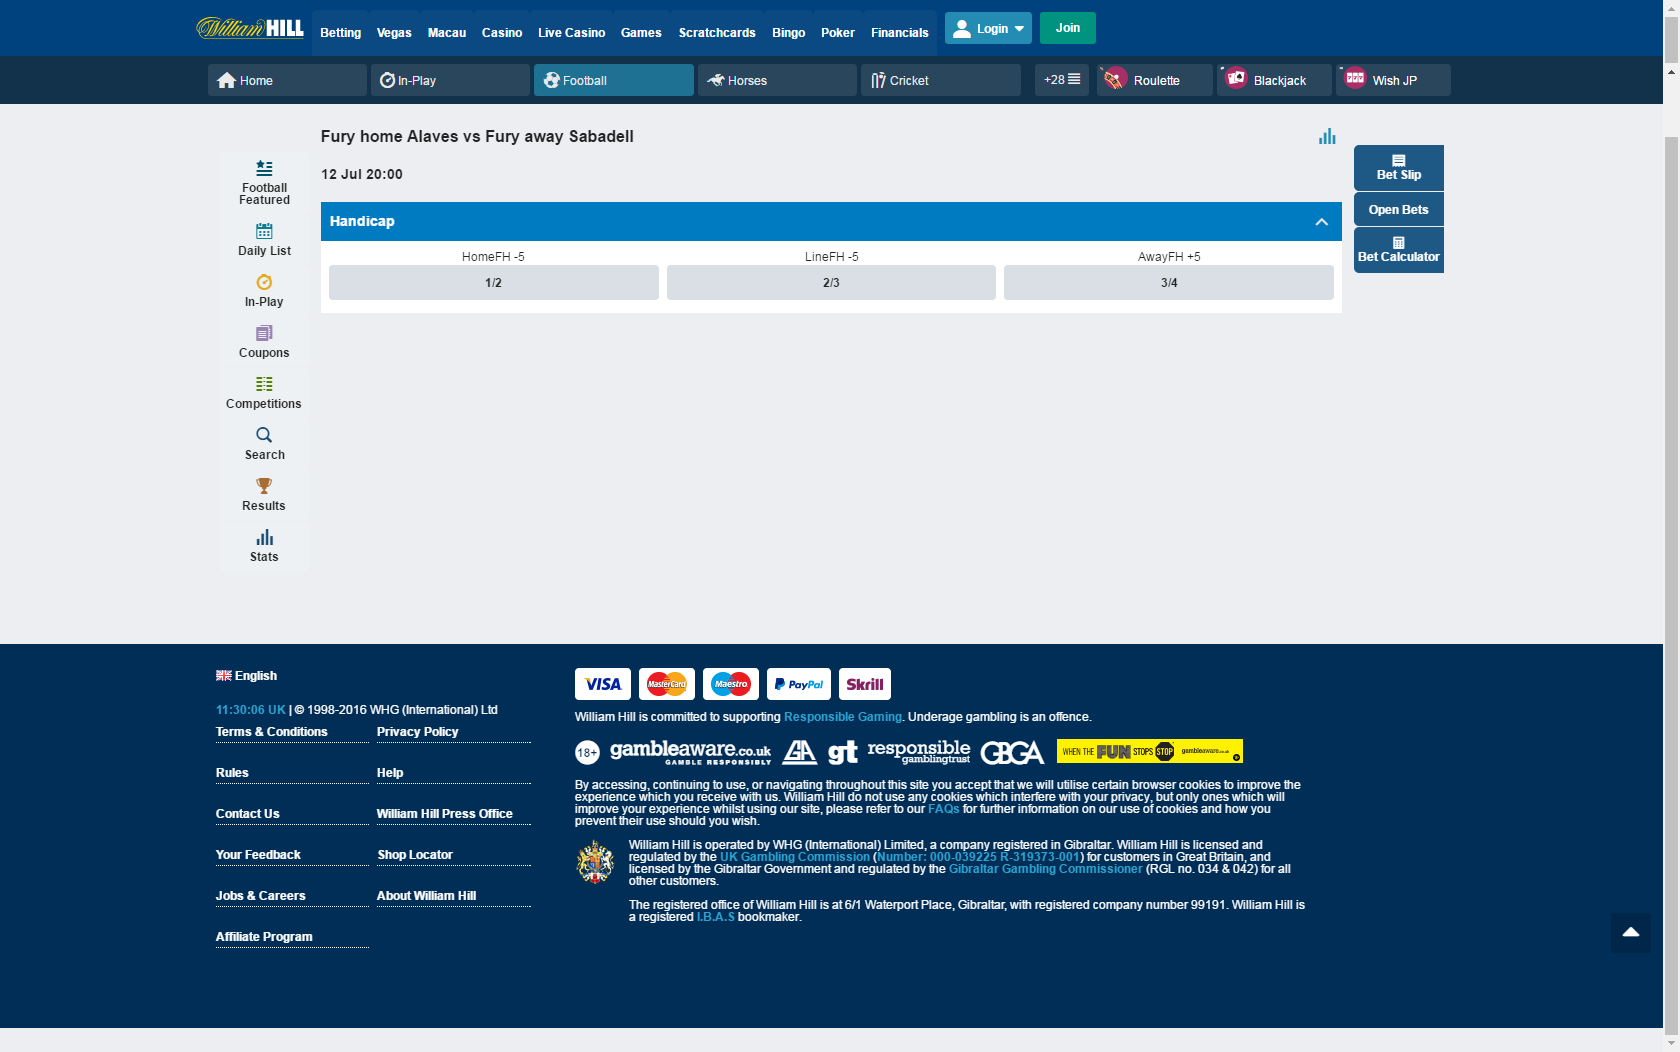 William HILL
Betting Vegas Macau Casino Live Casino Games Scratchcards Bingo Poker Financials Login Join
Home In-Play Football Horses Cricket +28 Roulette Blackjack Wish JP
Fury home Alaves vs Fury away Sabadell
12 Jul 20:00
Handicap
HomeFH -5 LineFH -5 AwayFH +5
1/2 2/3 3/4
Football
Featured
Daily List
In-Play
Coupons
Competitions
Search
Results
Stats
Bet Slip
Open Bets
Bet Calculator
English
11:30:06 UK | © 1998-2016 WHG (International) Ltd
Terms & Conditions Privacy Policy
Rules Help
Contact Us William Hill Press Office
Your Feedback Shop Locator
Jobs & Careers About William Hill
Affiliate Program
VISA MasterCard Maestro PayPal Skrill
William Hill is committed to supporting Responsible Gaming. Underage gambling is an offence.
18+ gambleaware.co.uk GAMBLE RESPONSIBLY GA gt responsible gamblingtrust GBGA WHEN THE FUN STOPS STOP gambleaware.co.uk
By accessing, continuing to use, or navigating throughout this site you accept that we will utilise certain browser cookies to improve the
experience which you receive with us. William Hill do not use any cookies which interfere with your privacy, but only ones which will
improve your experience whilst using our site, please refer to our FAQs for further information on our use of cookies and how you
prevent their use should you wish.
William Hill is operated by WHG (International) Limited, a company registered in Gibraltar. William Hill is licensed and
regulated by the UK Gambling Commission (Number: 000-039225 R-319373-001) for customers in Great Britain, and
licensed by the Gibraltar Government and regulated by the Gibraltar Gambling Commissioner (RGL no. 034 & 042) for all
other customers.
The registered office of William Hill is at 6/1 Waterport Place, Gibraltar, with registered company number 99191. William Hill is
a registered I.B.A.S bookmaker.